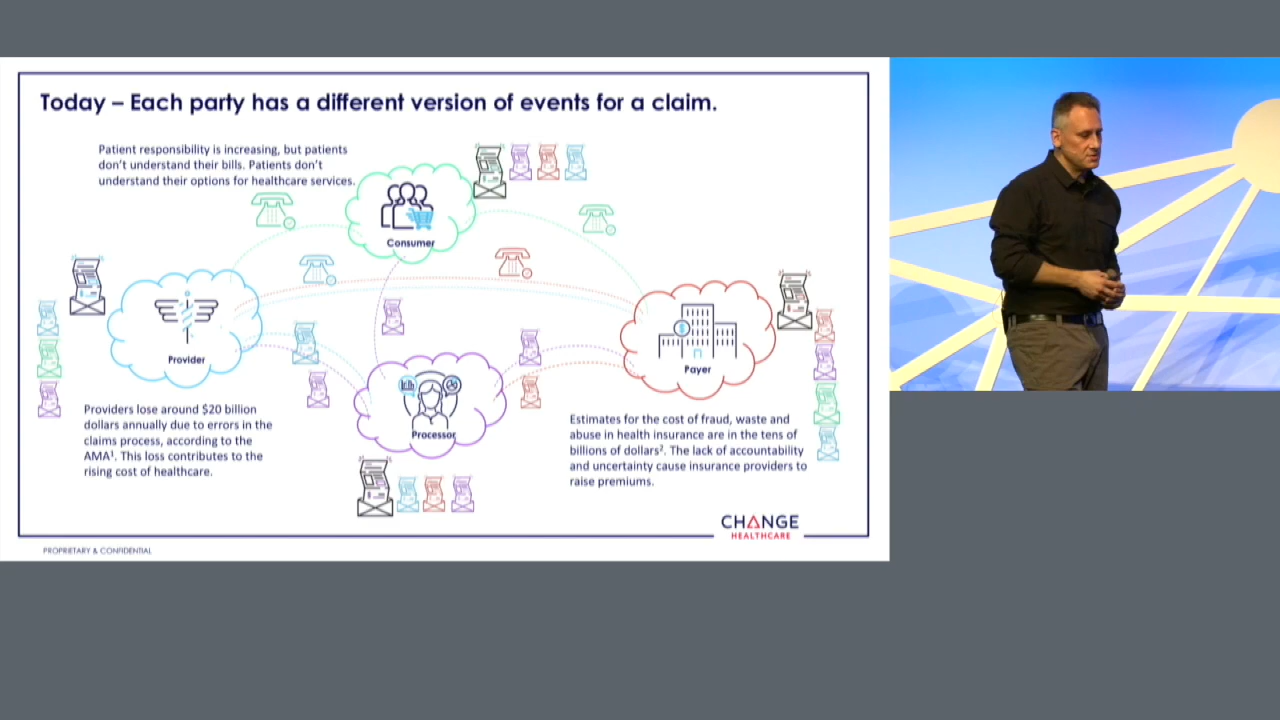 Today – Each party has a different version of events for a claim.
Patient responsibility is increasing, but patients
don't understand their bills. Patients don't
understand their options for healthcare services.
Consumer
Provider
Payer
Processor
Providers lose around $20 billion
dollars annually due to errors in the
claims process, according to the
AMA¹. This loss contributes to the
rising cost of healthcare.
Estimates for the cost of fraud, waste and
abuse in health insurance are in the tens of
billions of dollars². The lack of accountability
and uncertainty cause insurance providers to
raise premiums.
CHANGE
HEALTHCARE
PROPRIETARY & CONFIDENTIAL